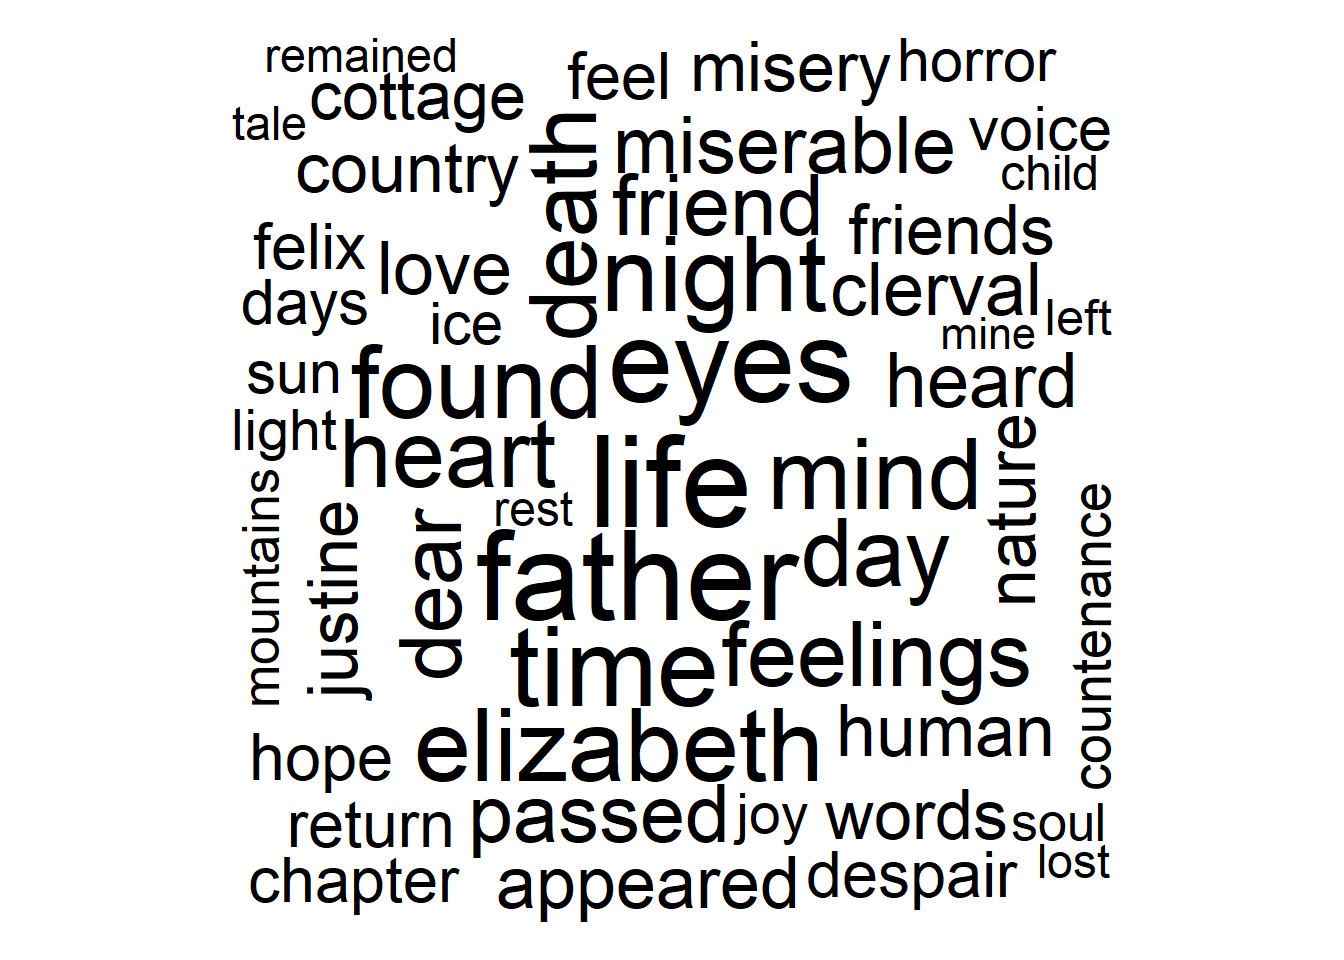 remained
feel misery horror
cottage
tale
death
miserable voice
country
child
friend
friends
felix love
night
clerval
days
ice
mine left
sun found eyes heard
light
heart
life mind
nature
mountains
rest
justine
dear
father day
countenance
time feelings
hope elizabeth human
return passed joy words soul
chapter appeared despair lost